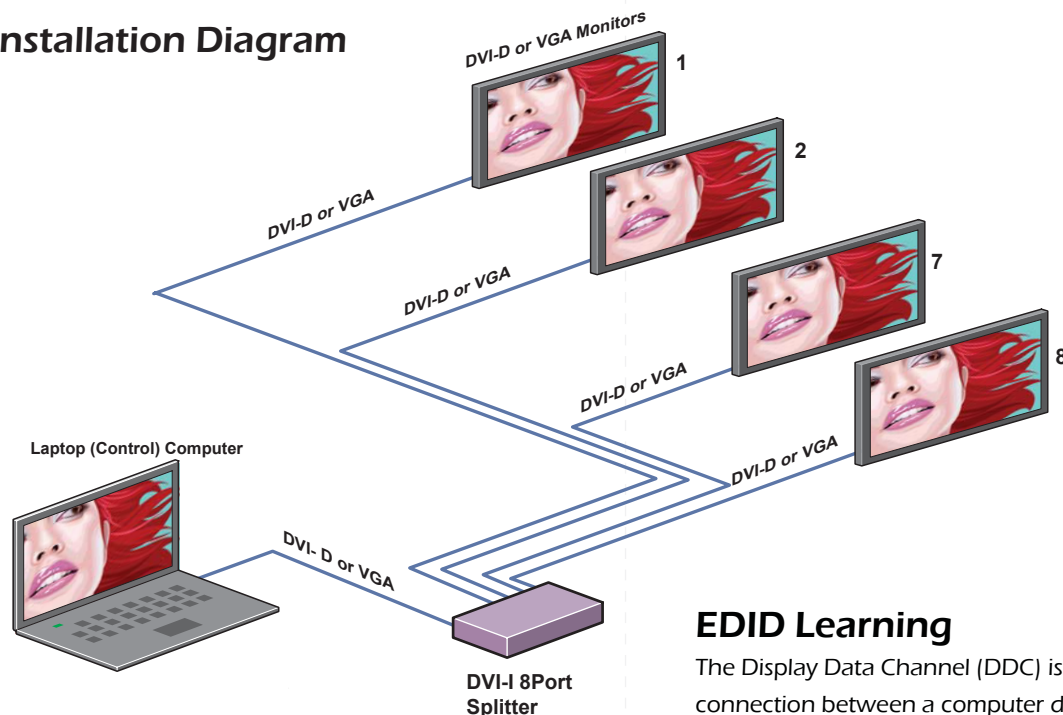 nstallation Diagram
DVI-D or VGA Monitors
1
2
7
8
DVI-D or VGA
DVI-D or VGA
DVI-D or VGA
DVI-D or VGA
Laptop (Control) Computer
DVI- D or VGA
DVI-I 8Port
Splitter
EDID Learning
The Display Data Channel (DDC) is
connection between a computer d